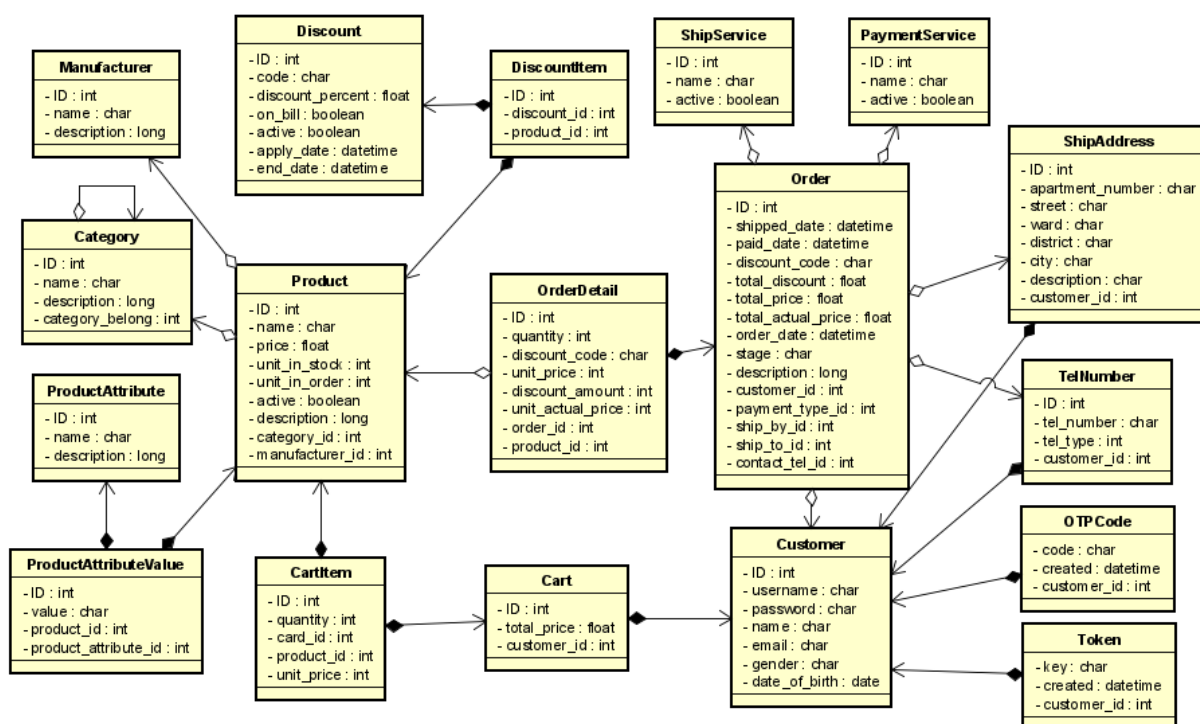 Discount
- ID : int
- code : char
- discount_percent : float
- on_bill : boolean
- active : boolean
- apply_date : datetime
- end_date : datetime
ShipService
- ID : int
- name : char
- active : boolean
PaymentService
- ID : int
- name : char
- active : boolean
Manufacturer
- ID : int
- name : char
- description : long
DiscountItem
- ID : int
- discount_id : int
- product_id : int
ShipAddress
- ID : int
- apartment_number : char
- street : char
- ward : char
- district : char
- city : char
- description : char
- customer_id : int
Order
- ID : int
- shipped_date : datetime
- paid_date : datetime
- discount_code : char
- total_discount : float
- total_price : float
- total_actual_price : float
- order_date : datetime
- stage : char
- description : long
- customer_id : int
- payment_type_id : int
- ship_by_id : int
- ship_to_id : int
- contact_tel_id : int
Category
- ID : int
- name : char
- description : long
- category_belong : int
Product
- ID : int
- name : char
- price : float
- unit_in_stock : int
- unit_in_order : int
- active : boolean
- description : long
- category_id : int
- manufacturer_id : int
OrderDetail
- ID : int
- quantity : int
- discount_code : char
- unit_price : int
- discount_amount : int
- unit_actual_price : int
- order_id : int
- product_id : int
ProductAttribute
- ID : int
- name : char
- description : long
TelNumber
- ID : int
- tel_number : char
- tel_type : int
- customer_id : int
OTPCode
- code : char
- created : datetime
- customer_id : int
Customer
- ID : int
- username : char
- password : char
- name : char
- email : char
- gender : char
- date_of_birth : date
ProductAttributeValue
- ID : int
- value : char
- product_id : int
- product_attribute_id : int
CartItem
- ID : int
- quantity : int
- card_id : int
- product_id : int
- unit_price : int
Cart
- ID : int
- total_price : float
- customer_id : int
Token
- key : char
- created : datetime
- customer_id : int